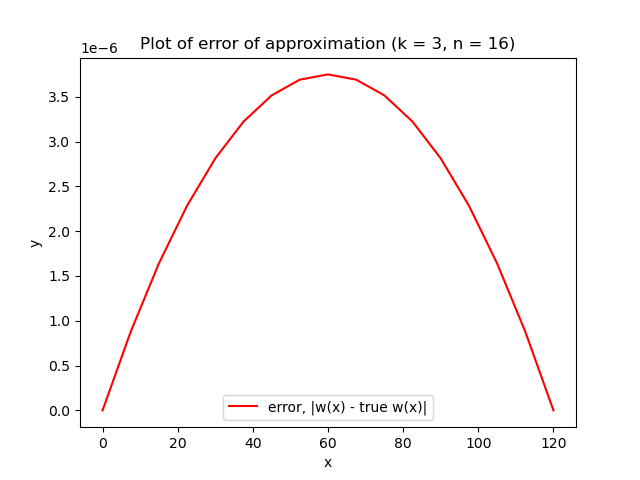 Plot of error of approximation (k = 3, n = 16)
1e−6
3.5
3.0
2.5
2.0
1.5
1.0
0.5
0.0
y
error, |w(x) - true w(x)|
0 20 40 60 80 100 120
x